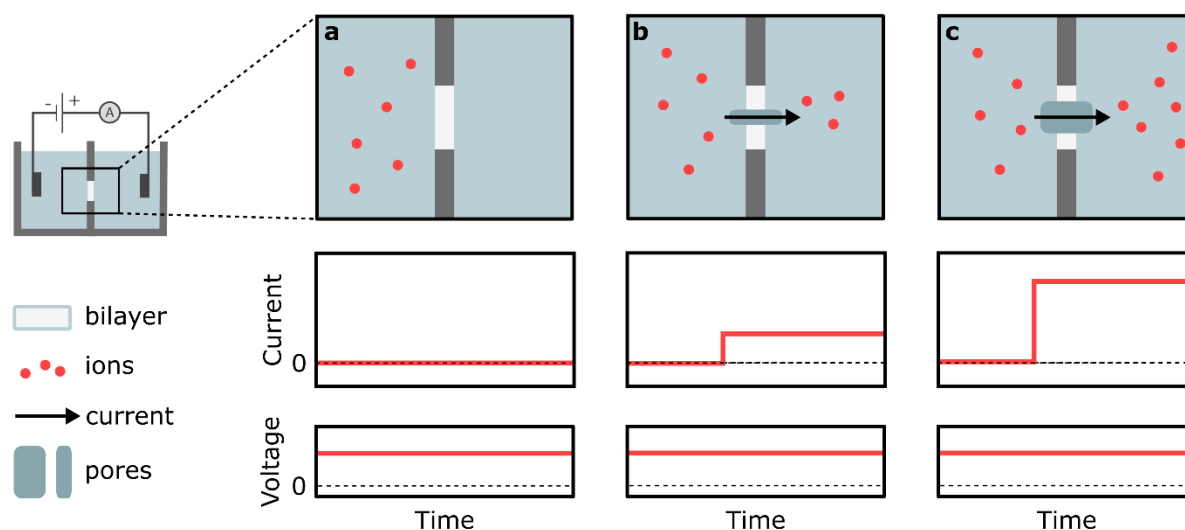 a
b
c
- +
A
bilayer
ions
current
pores
Current
0
Voltage
0
Time
Time
Time